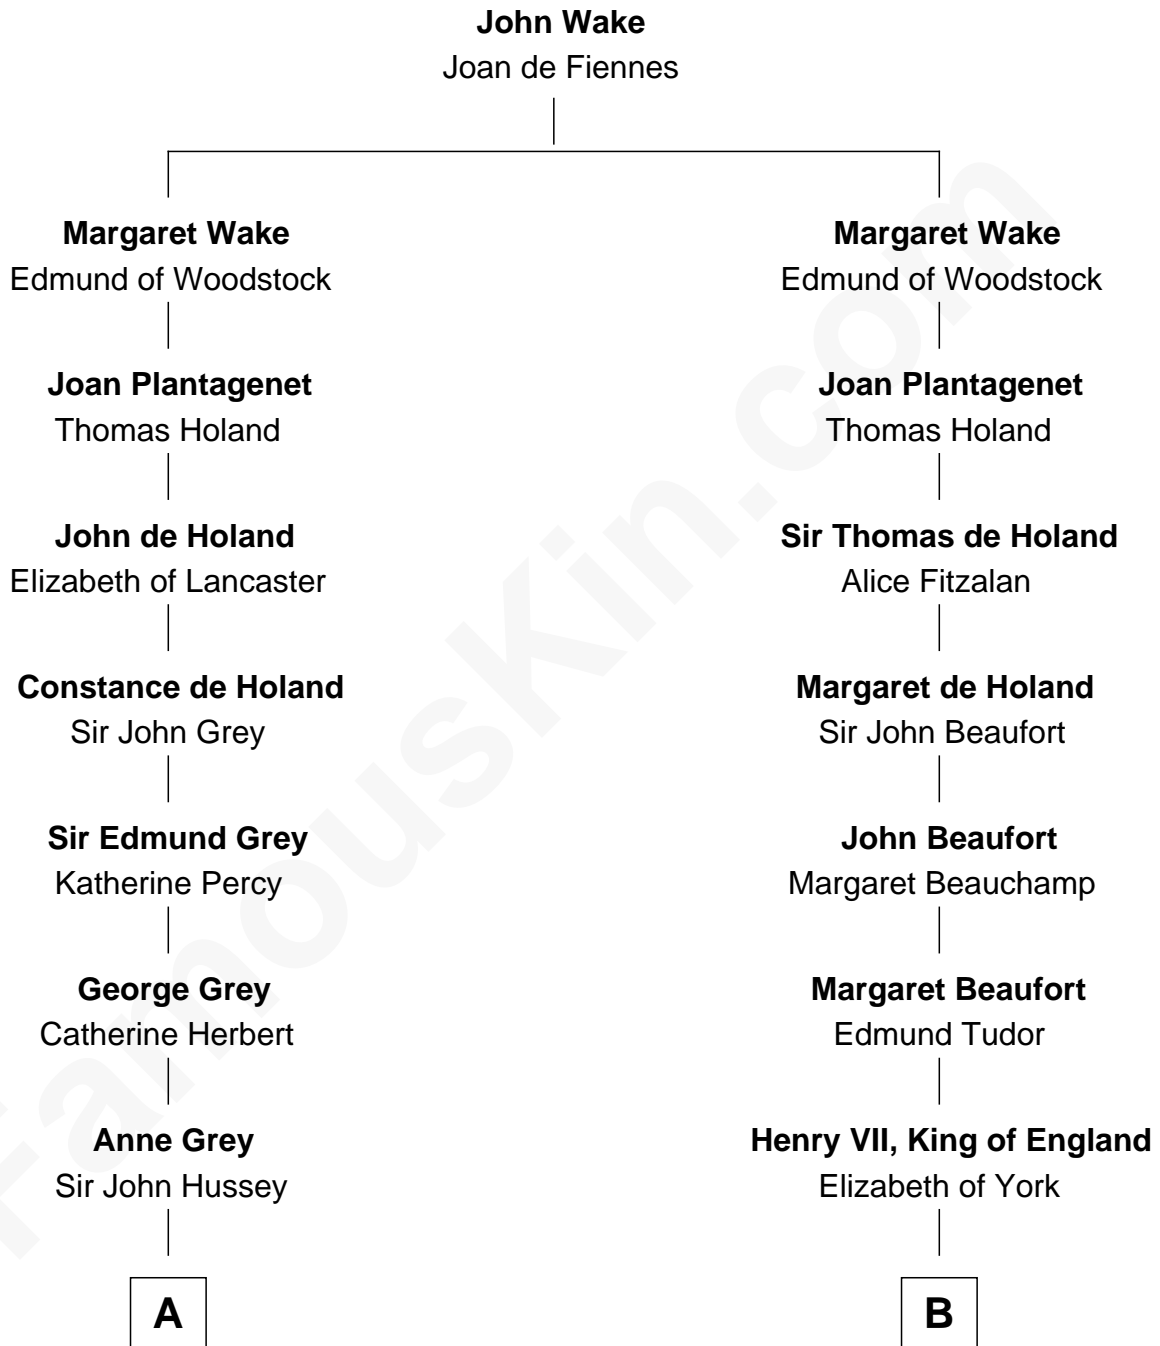 John Wake
Joan de Fiennes
Margaret Wake
Edmund of Woodstock
Margaret Wake
Edmund of Woodstock
Joan Plantagenet
Thomas Holand
Joan Plantagenet
Thomas Holand
John de Holand
Elizabeth of Lancaster
Sir Thomas de Holand
Alice Fitzalan
Constance de Holand
Sir John Grey
Margaret de Holand
Sir John Beaufort
Sir Edmund Grey
Katherine Percy
John Beaufort
Margaret Beauchamp
George Grey
Catherine Herbert
Margaret Beaufort
Edmund Tudor
Anne Grey
Sir John Hussey
Henry VII, King of England
Elizabeth of York
A
B
FamousKin.com